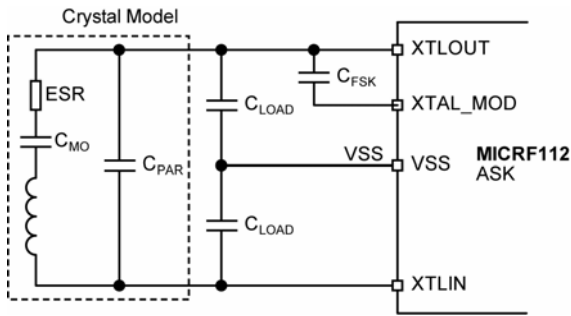 Crystal Model
XTLOUT
ESR
C_FSK
C_LOAD
XTAL_MOD
C_MO
VSS
VSS
MICRF112
C_PAR
ASK
C_LOAD
XTLIN